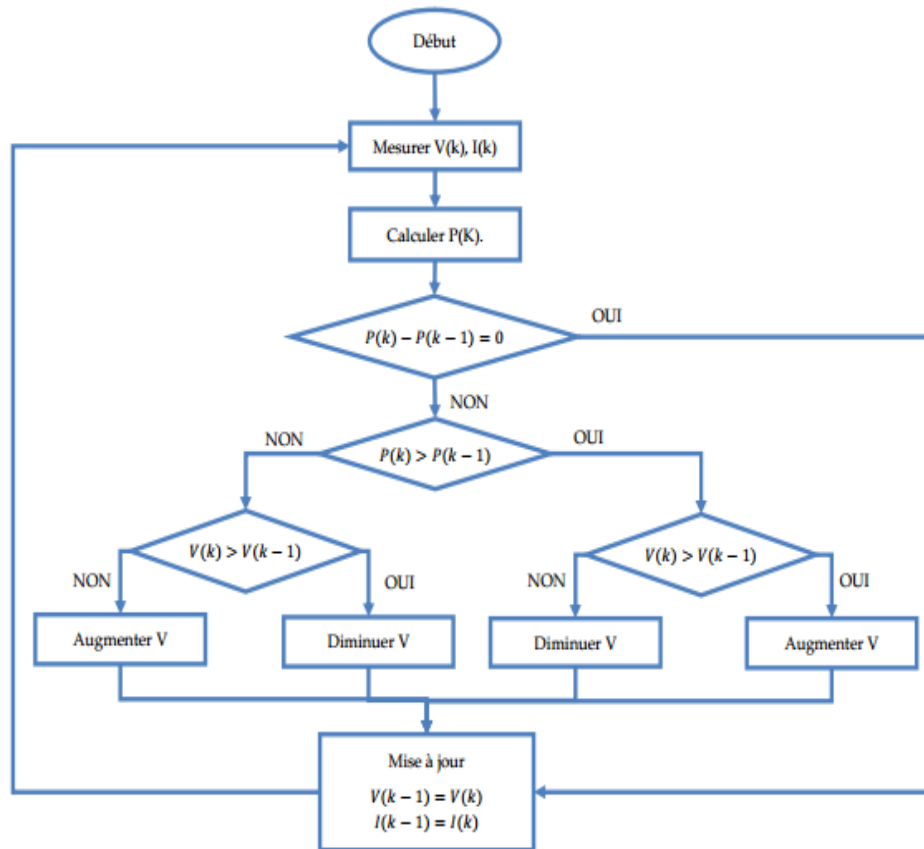 Début
Mesurer V(k), I(k)
Calculer P(K).
OUI
P(k) − P(k − 1) = 0
NON
NON
OUI
P(k) > P(k − 1)
V(k) > V(k − 1)
V(k) > V(k − 1)
NON
OUI
NON
OUI
Augmenter V
Diminuer V
Diminuer V
Augmenter V
Mise à jour
V(k − 1) = V(k)
I(k − 1) = I(k)